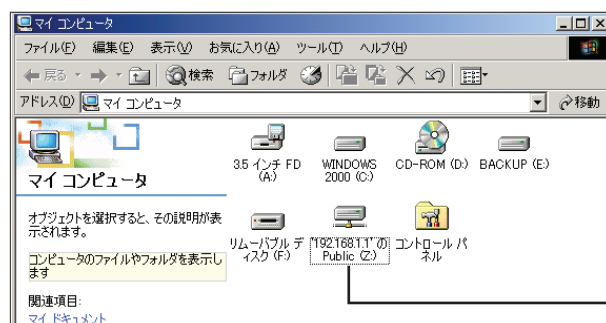 マイ コンピュータ
ファイル(F) 編集(E) 表示(V) お気に入り(A) ツール(T) ヘルプ(H)
戻る 検索 フォルダ
アドレス(D) マイ コンピュータ 移動
マイ コンピュータ
オブジェクトを選択すると、その説明が表
示されます。
コンピュータのファイルやフォルダを表示し
ます
関連項目:
マイ ドキュメント
3.5 インチ FD
(A:)
WINDOWS
2000 (C:)
CD-ROM (D:)
BACKUP (E:)
リムーバブル デ
ィスク (F:)
"192.168.1.1" の
Public (Z:)
コントロール パ
ネル